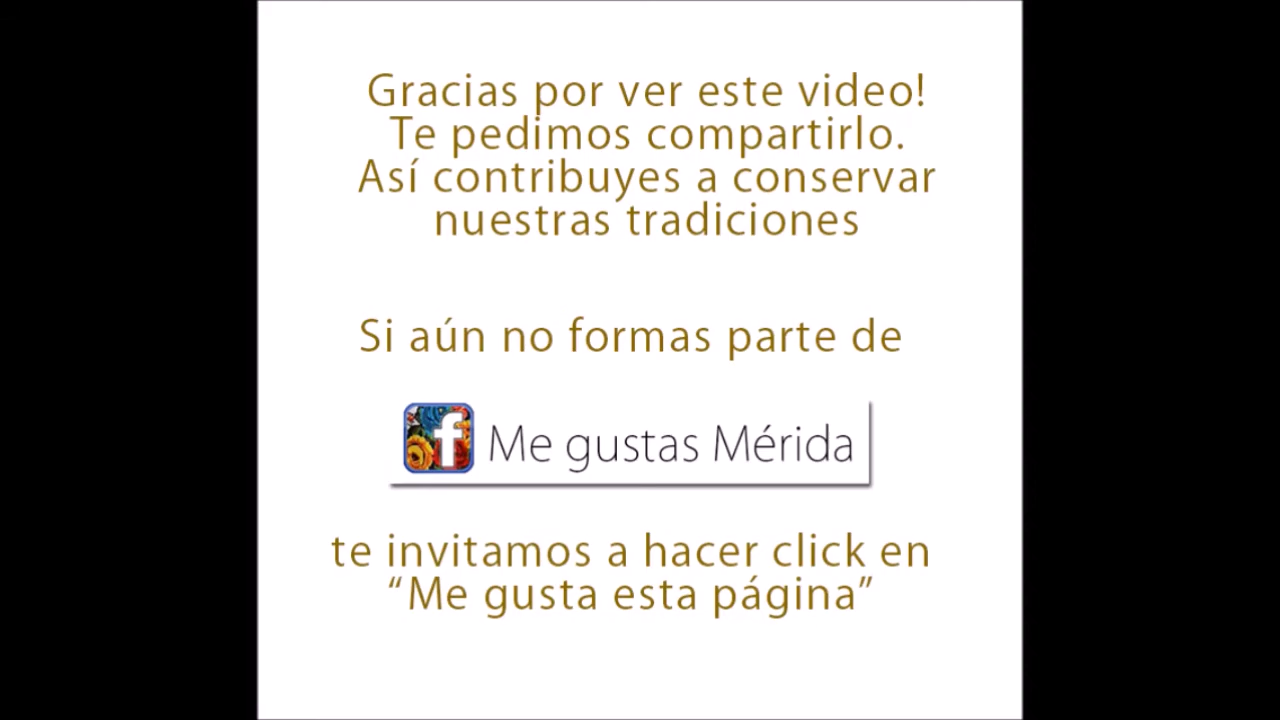 Gracias por ver este video!
Te pedimos compartirlo.
Así contribuyes a conservar
nuestras tradiciones
Si aún no formas parte de
f Me gustas Mérida
te invitamos a hacer click en
“Me gusta esta página”